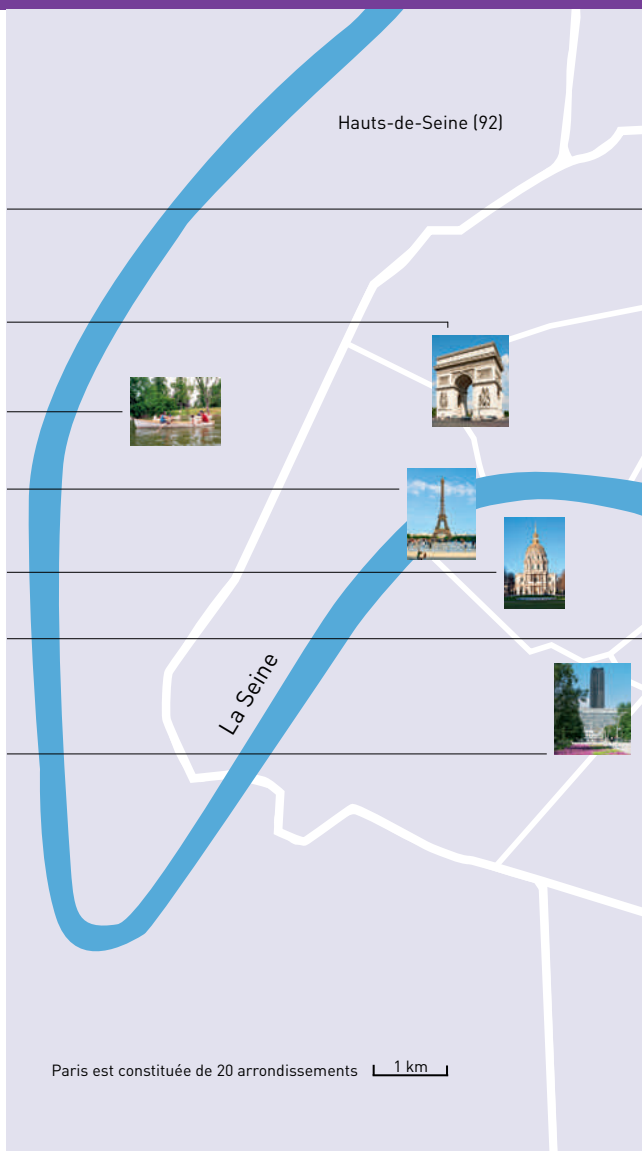 Hauts-de-Seine (92)
La Seine
Paris est constituée de 20 arrondissements
1 km